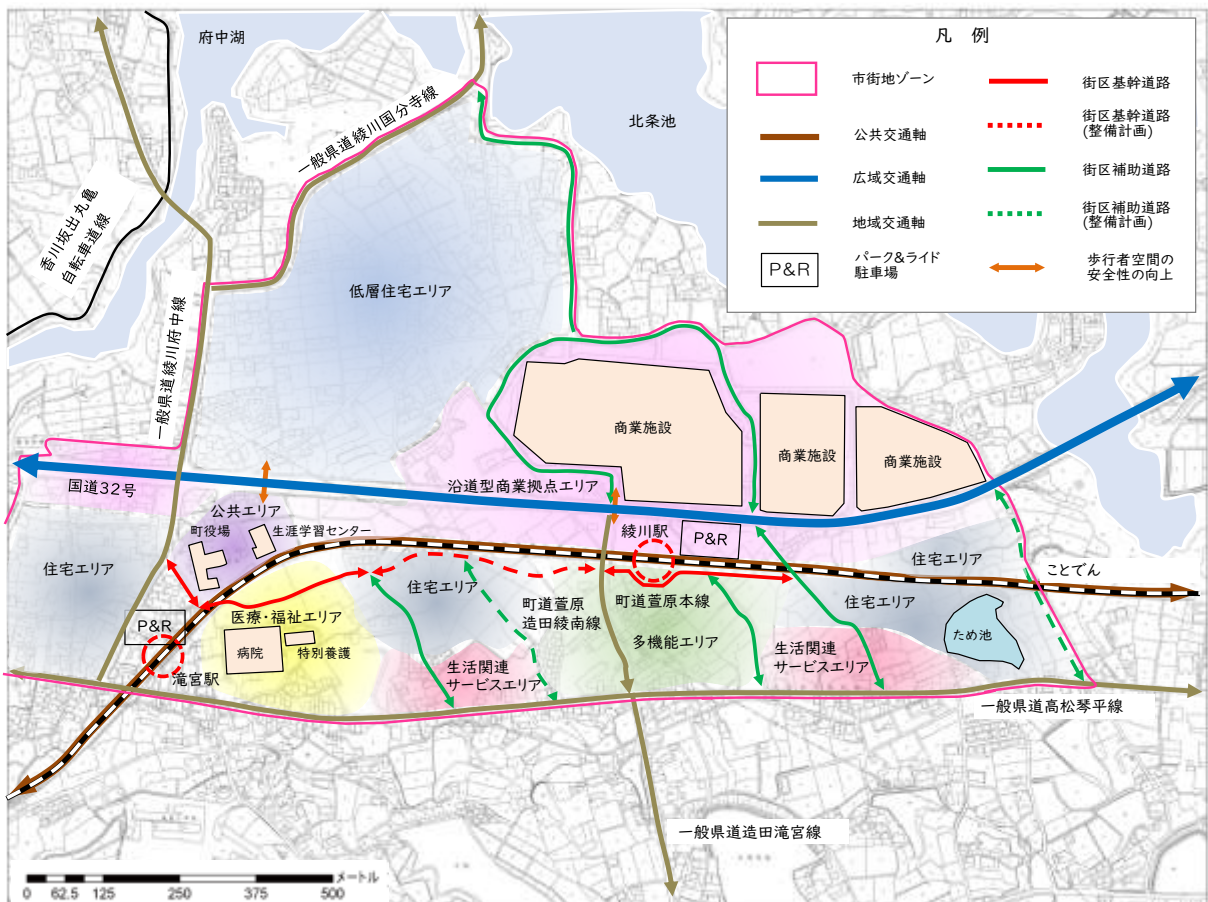 府中湖
北条池
凡 例
市街地ゾーン
公共交通軸
広域交通軸
地域交通軸
P&R
パーク&ライド
駐車場
街区基幹道路
街区基幹道路
(整備計画)
街区補助道路
街区補助道路
(整備計画)
歩行者空間の
安全性の向上
一般県道綾川国分寺線
香川坂出丸亀
自転車道線
一般県道綾川府中線
低層住宅エリア
商業施設
商業施設
商業施設
国道32号
沿道型商業拠点エリア
公共エリア
町役場
生涯学習センター
綾川駅
P&R
住宅エリア
住宅エリア
住宅エリア
ことでん
住宅エリア
町道萱原
造田綾南線
町道萱原本線
多機能エリア
医療・福祉エリア
P&R
病院
特別養護
滝宮駅
生活関連
サービスエリア
生活関連
サービスエリア
ため池
一般県道高松琴平線
一般県道造田滝宮線
メートル
0 62.5 125 250 375 500